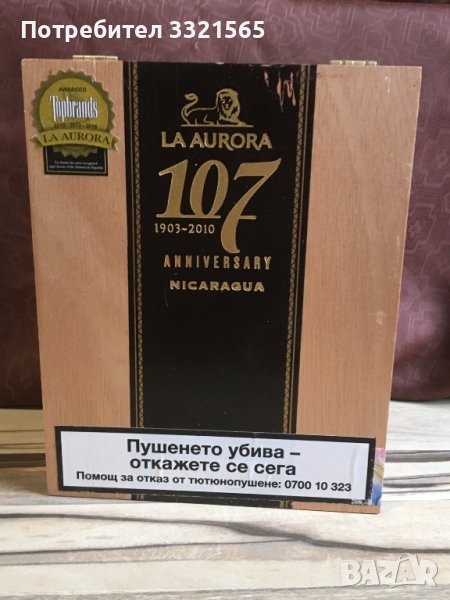 Потребител 3321565
AWARDED
Topbrands
LA AURORA
LA AURORA
107
1903-2010
ANNIVERSARY
NICARAGUA
Пушенето убива –
откажете се сега
Помощ за отказ от тютюнопушене: 0700 10 323
BAZAR